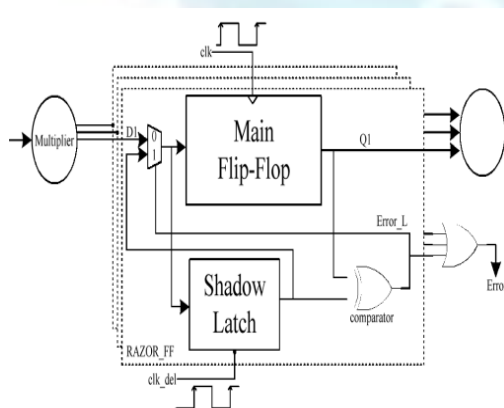 clk
Multiplier
D1
0
1
Main
Flip-Flop
Q1
Error_L
Shadow
Latch
comparator
Erro
RAZOR_FF
clk_del